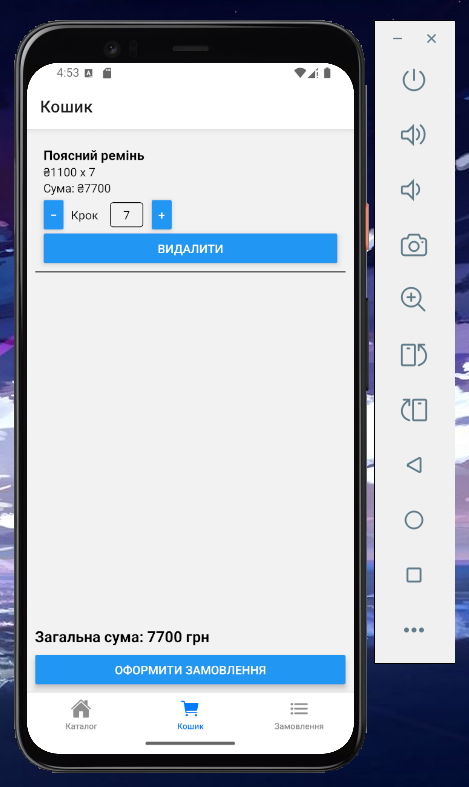 4:53
Кошик
Поясний ремінь
₴1100 x 7
Сума: ₴7700
- Крок 7 +
ВИДАЛИТИ
Загальна сума: 7700 грн
ОФОРМИТИ ЗАМОВЛЕННЯ
Каталог Кошик Замовлення